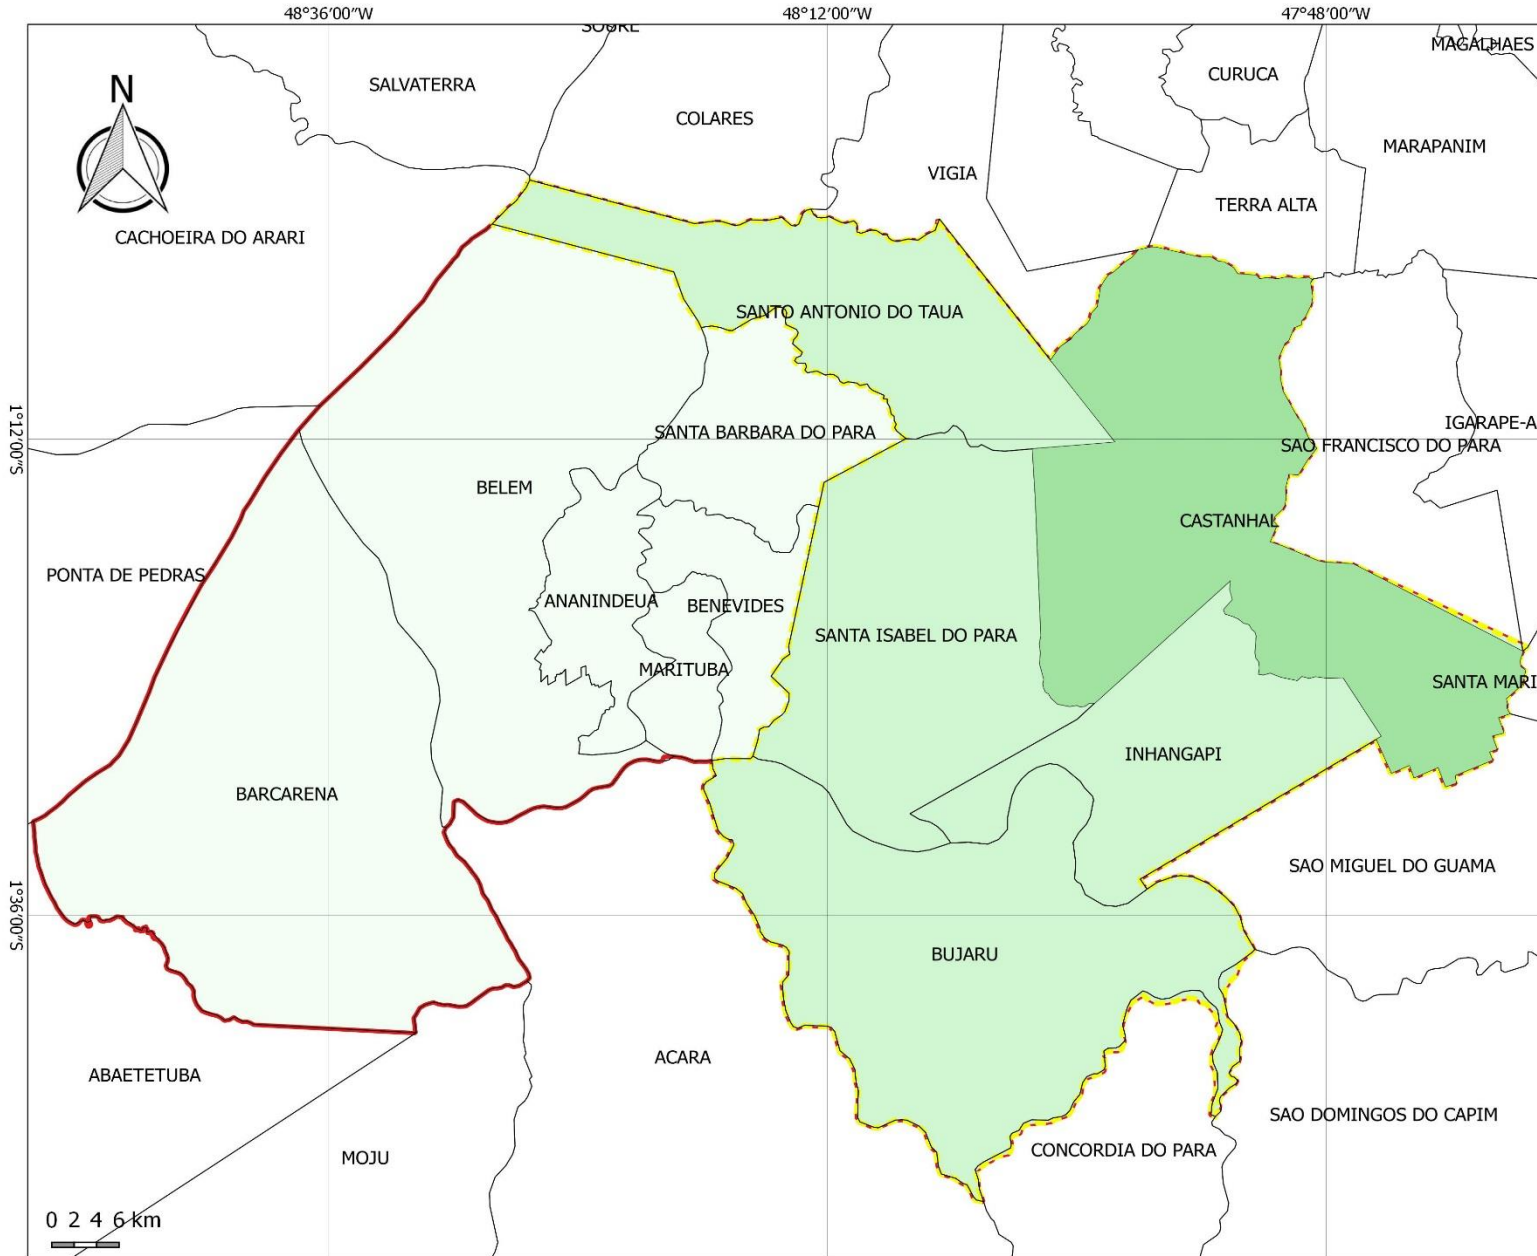 48°36′00″W
48°12′00″W
47°48′00″W
SOURE
MAGALHAES
SALVATERRA
CURUCA
N
COLARES
MARAPANIM
VIGIA
TERRA ALTA
CACHOEIRA DO ARARI
SANTO ANTONIO DO TAUA
1°12′00″S
IGARAPE-A
SANTA BARBARA DO PARA
SAO FRANCISCO DO PARA
BELEM
CASTANHAL
PONTA DE PEDRAS
ANANINDEUA
BENEVIDES
SANTA ISABEL DO PARA
MARITUBA
SANTA MARI
INHANGAPI
BARCARENA
SAO MIGUEL DO GUAMA
1°36′00″S
BUJARU
ACARA
ABAETETUBA
SAO DOMINGOS DO CAPIM
CONCORDIA DO PARA
MOJU
0 2 4 6 km